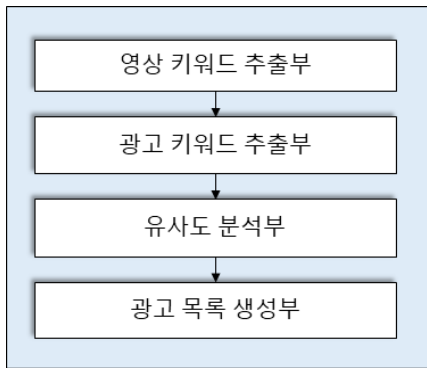 영상 키워드 추출부
광고 키워드 추출부
유사도 분석부
광고 목록 생성부